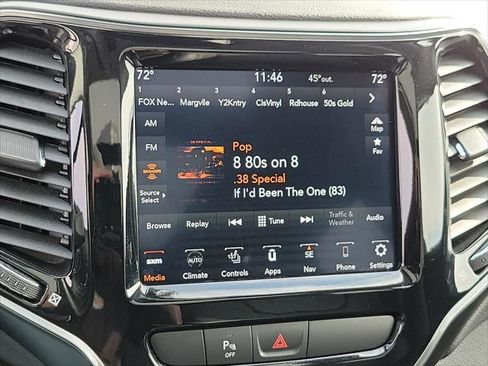 72° 11:46 45° out. 72°
1 2 3 4 5 6
FOX Ne... Margvlle Y2Kntry ClsVinyl Rdhouse 50s Gold
AM
Map
FM
Fav
Pop
8 80s on 8
.38 Special
If I'd Been The One (83)
38 SPECIAL
Source
Select
Browse Replay Tune Traffic &
Weather Audio
sxm AUTO SE
Media Climate Controls Apps Nav Phone Settings
P
OFF